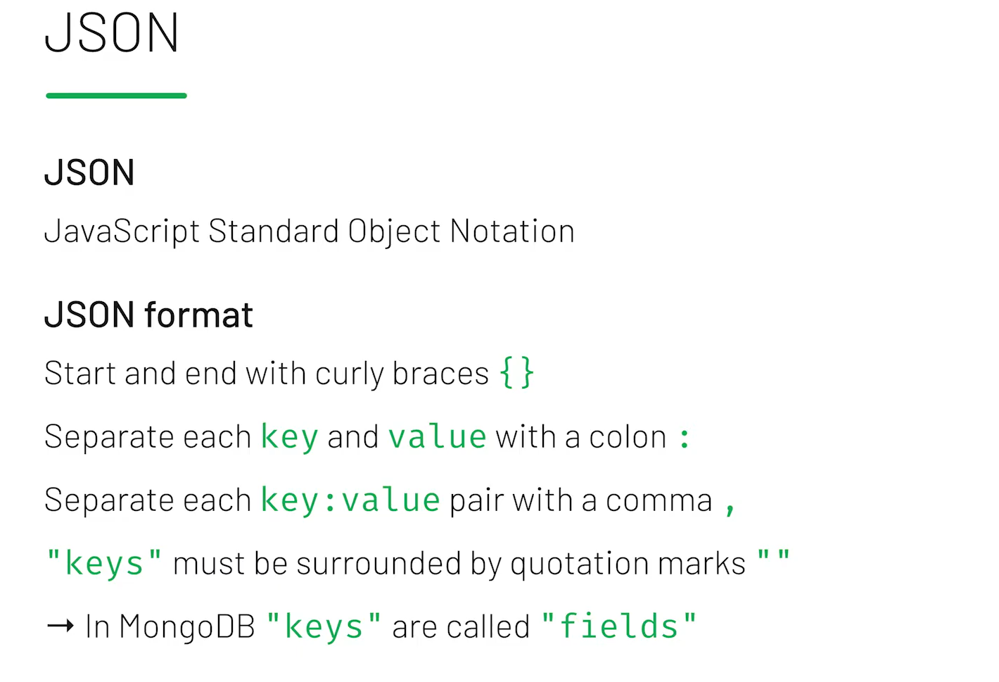 JSON
JSON
JavaScript Standard Object Notation
JSON format
Start and end with curly braces {}
Separate each key and value with a colon :
Separate each key:value pair with a comma ,
"keys" must be surrounded by quotation marks ""
→ In MongoDB "keys" are called "fields"